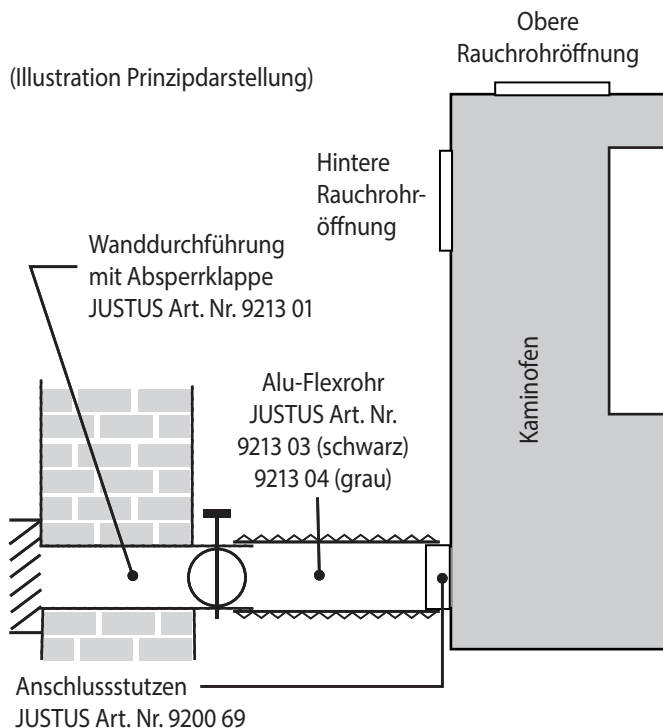 Obere
Rauchrohröffnung
(Illustration Prinzipdarstellung)
Hintere
Rauchrohr-
öffnung
Wanddurchführung
mit Absperrklappe
JUSTUS Art. Nr. 9213 01
Kaminofen
Alu-Flexrohr
JUSTUS Art. Nr.
9213 03 (schwarz)
9213 04 (grau)
Anschlussstutzen
JUSTUS Art. Nr. 9200 69